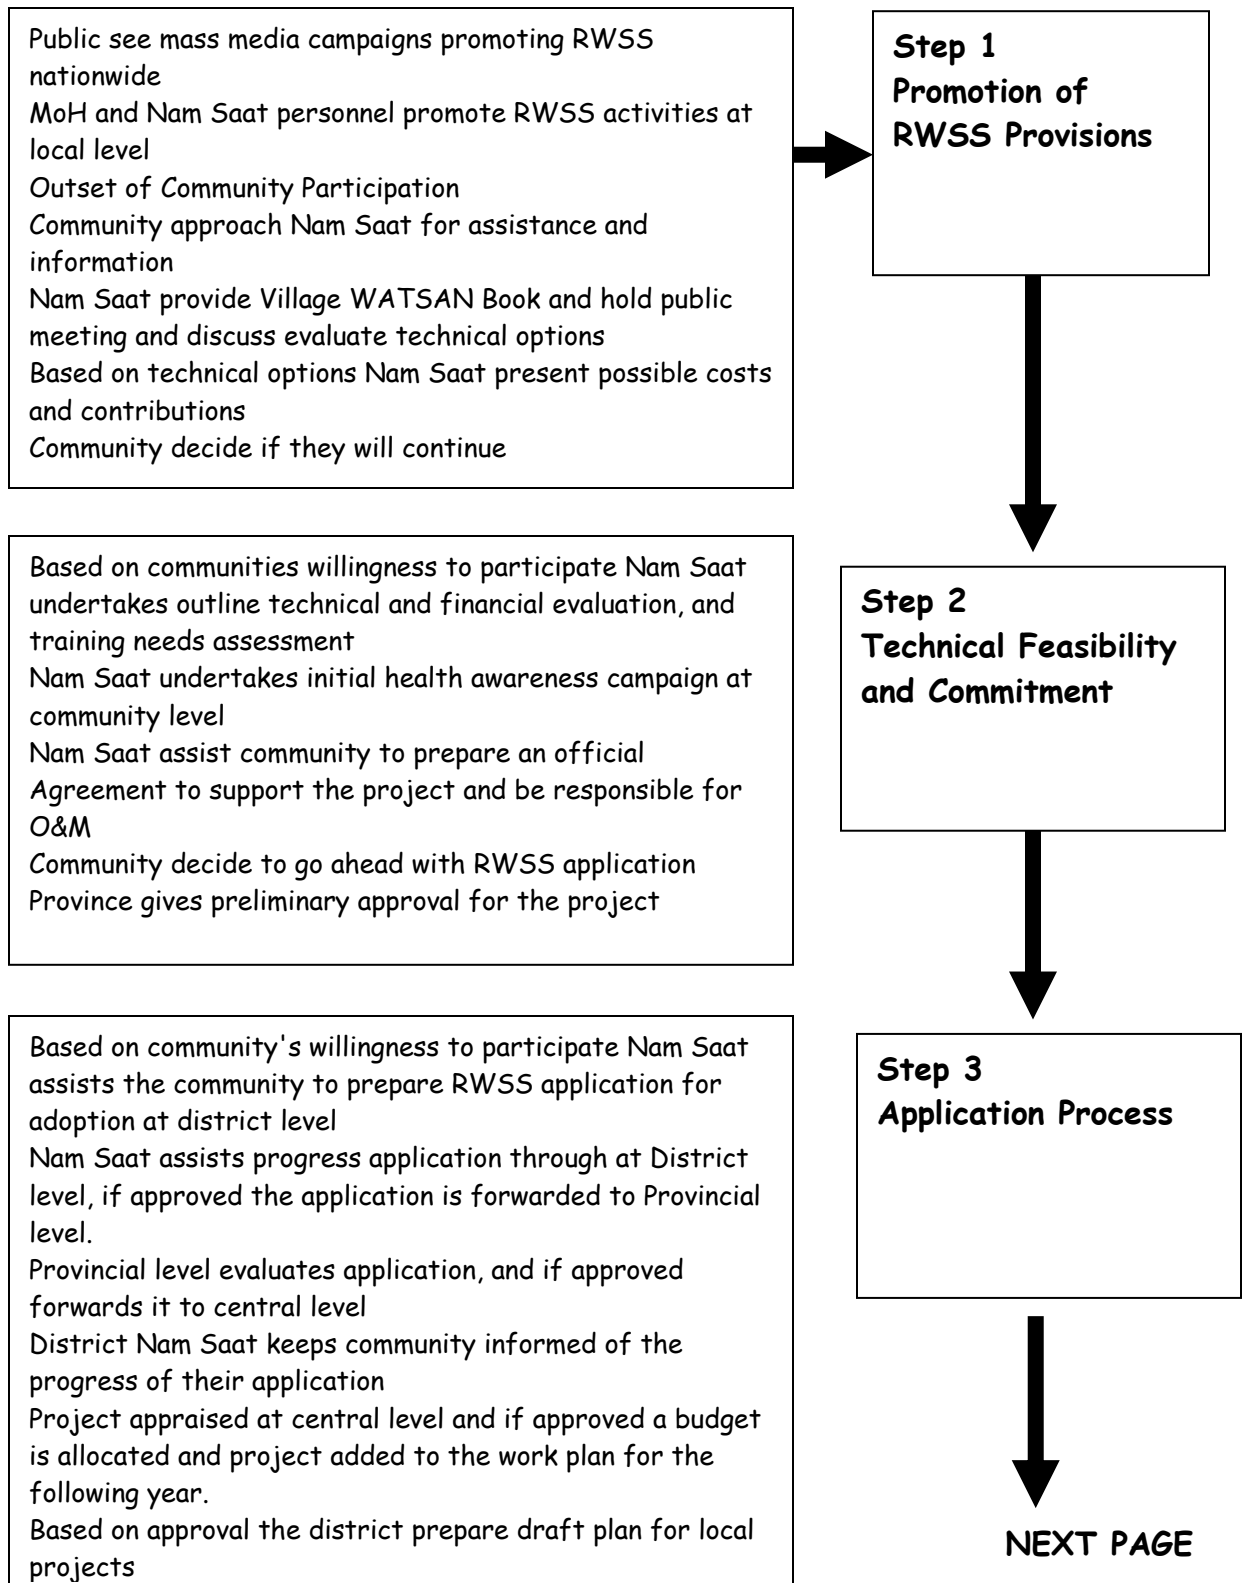 Public see mass media campaigns promoting RWSS
nationwide
MoH and Nam Saat personnel promote RWSS activities at
local level
Outset of Community Participation
Community approach Nam Saat for assistance and
information
Nam Saat provide Village WATSAN Book and hold public
meeting and discuss evaluate technical options
Based on technical options Nam Saat present possible costs
and contributions
Community decide if they will continue
Step 1
Promotion of
RWSS Provisions
Based on communities willingness to participate Nam Saat
undertakes outline technical and financial evaluation, and
training needs assessment
Nam Saat undertakes initial health awareness campaign at
community level
Nam Saat assist community to prepare an official
Agreement to support the project and be responsible for
O&M
Community decide to go ahead with RWSS application
Province gives preliminary approval for the project
Step 2
Technical Feasibility
and Commitment
Based on community's willingness to participate Nam Saat
assists the community to prepare RWSS application for
adoption at district level
Nam Saat assists progress application through at District
level, if approved the application is forwarded to Provincial
level.
Provincial level evaluates application, and if approved
forwards it to central level
District Nam Saat keeps community informed of the
progress of their application
Project appraised at central level and if approved a budget
is allocated and project added to the work plan for the
following year.
Based on approval the district prepare draft plan for local
projects
Step 3
Application Process
NEXT PAGE